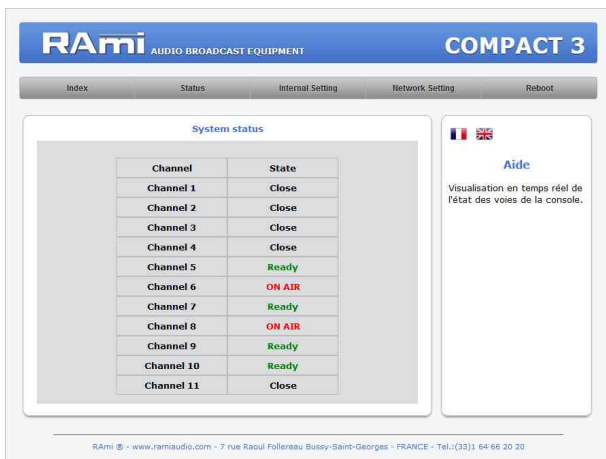 RAmi AUDIO BROADCAST EQUIPMENT
COMPACT 3
Index Status Internal Setting Network Setting Reboot
System status
Channel State
Channel 1 Close
Channel 2 Close
Channel 3 Close
Channel 4 Close
Channel 5 Ready
Channel 6 ON AIR
Channel 7 Ready
Channel 8 ON AIR
Channel 9 Ready
Channel 10 Ready
Channel 11 Close
Aide
Visualisation en temps réel de
l'état des voies de la console.
RAmi ® - www.ramiaudio.com - 7 rue Raoul Follereau Bussy-Saint-Georges - FRANCE - Tel.:(33)1 64 66 20 20